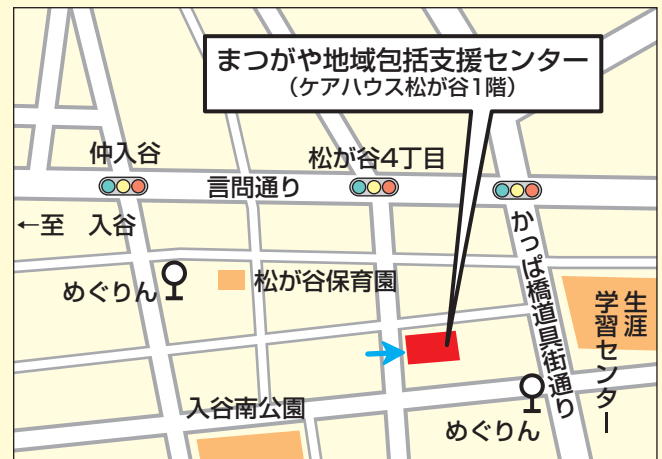 まつがや地域包括支援センター
（ケアハウス松が谷1階）
仲入谷
松が谷4丁目
言問通り
←至 入谷
かっぱ橋道具街通り
めぐりん
松が谷保育園
生涯
学習センター
入谷南公園
めぐりん